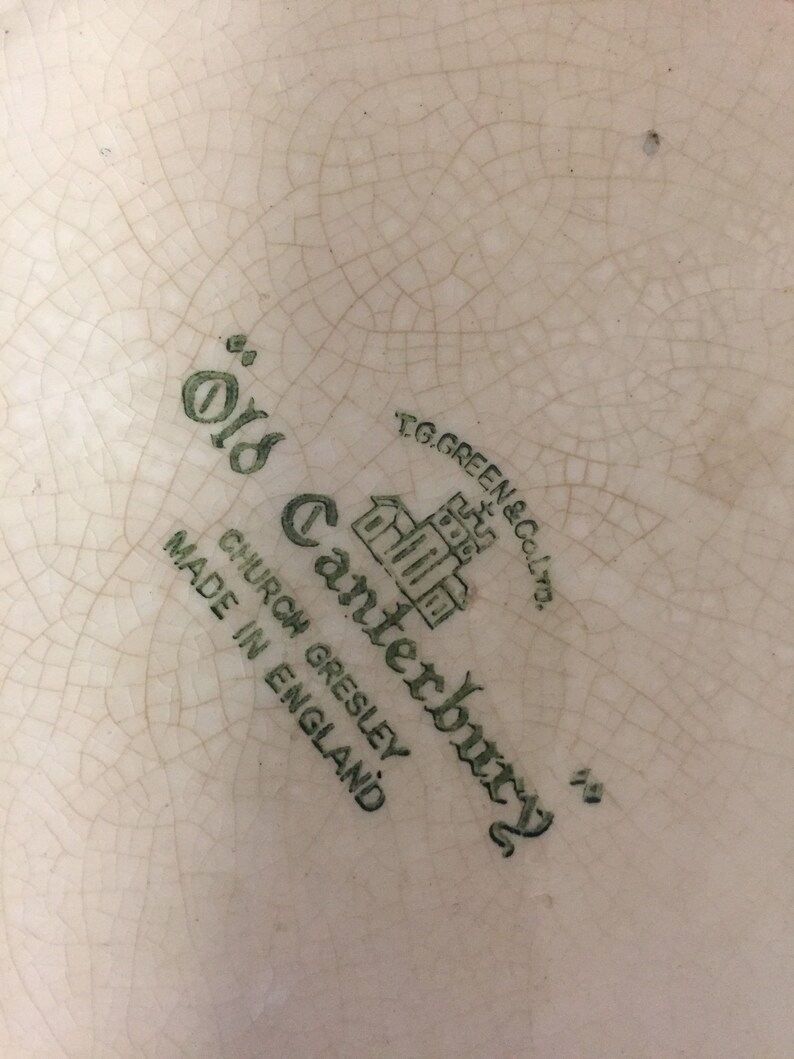 T.G.GREEN & CO. LTD.
"Old Canterbury"
CHURCH GRESLEY
MADE IN ENGLAND